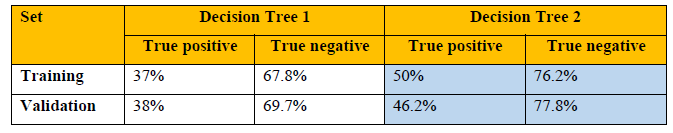 Set Decision Tree 1 Decision Tree 2
True positive True negative True positive True negative
Training 37% 67.8% 50% 76.2%
Validation 38% 69.7% 46.2% 77.8%